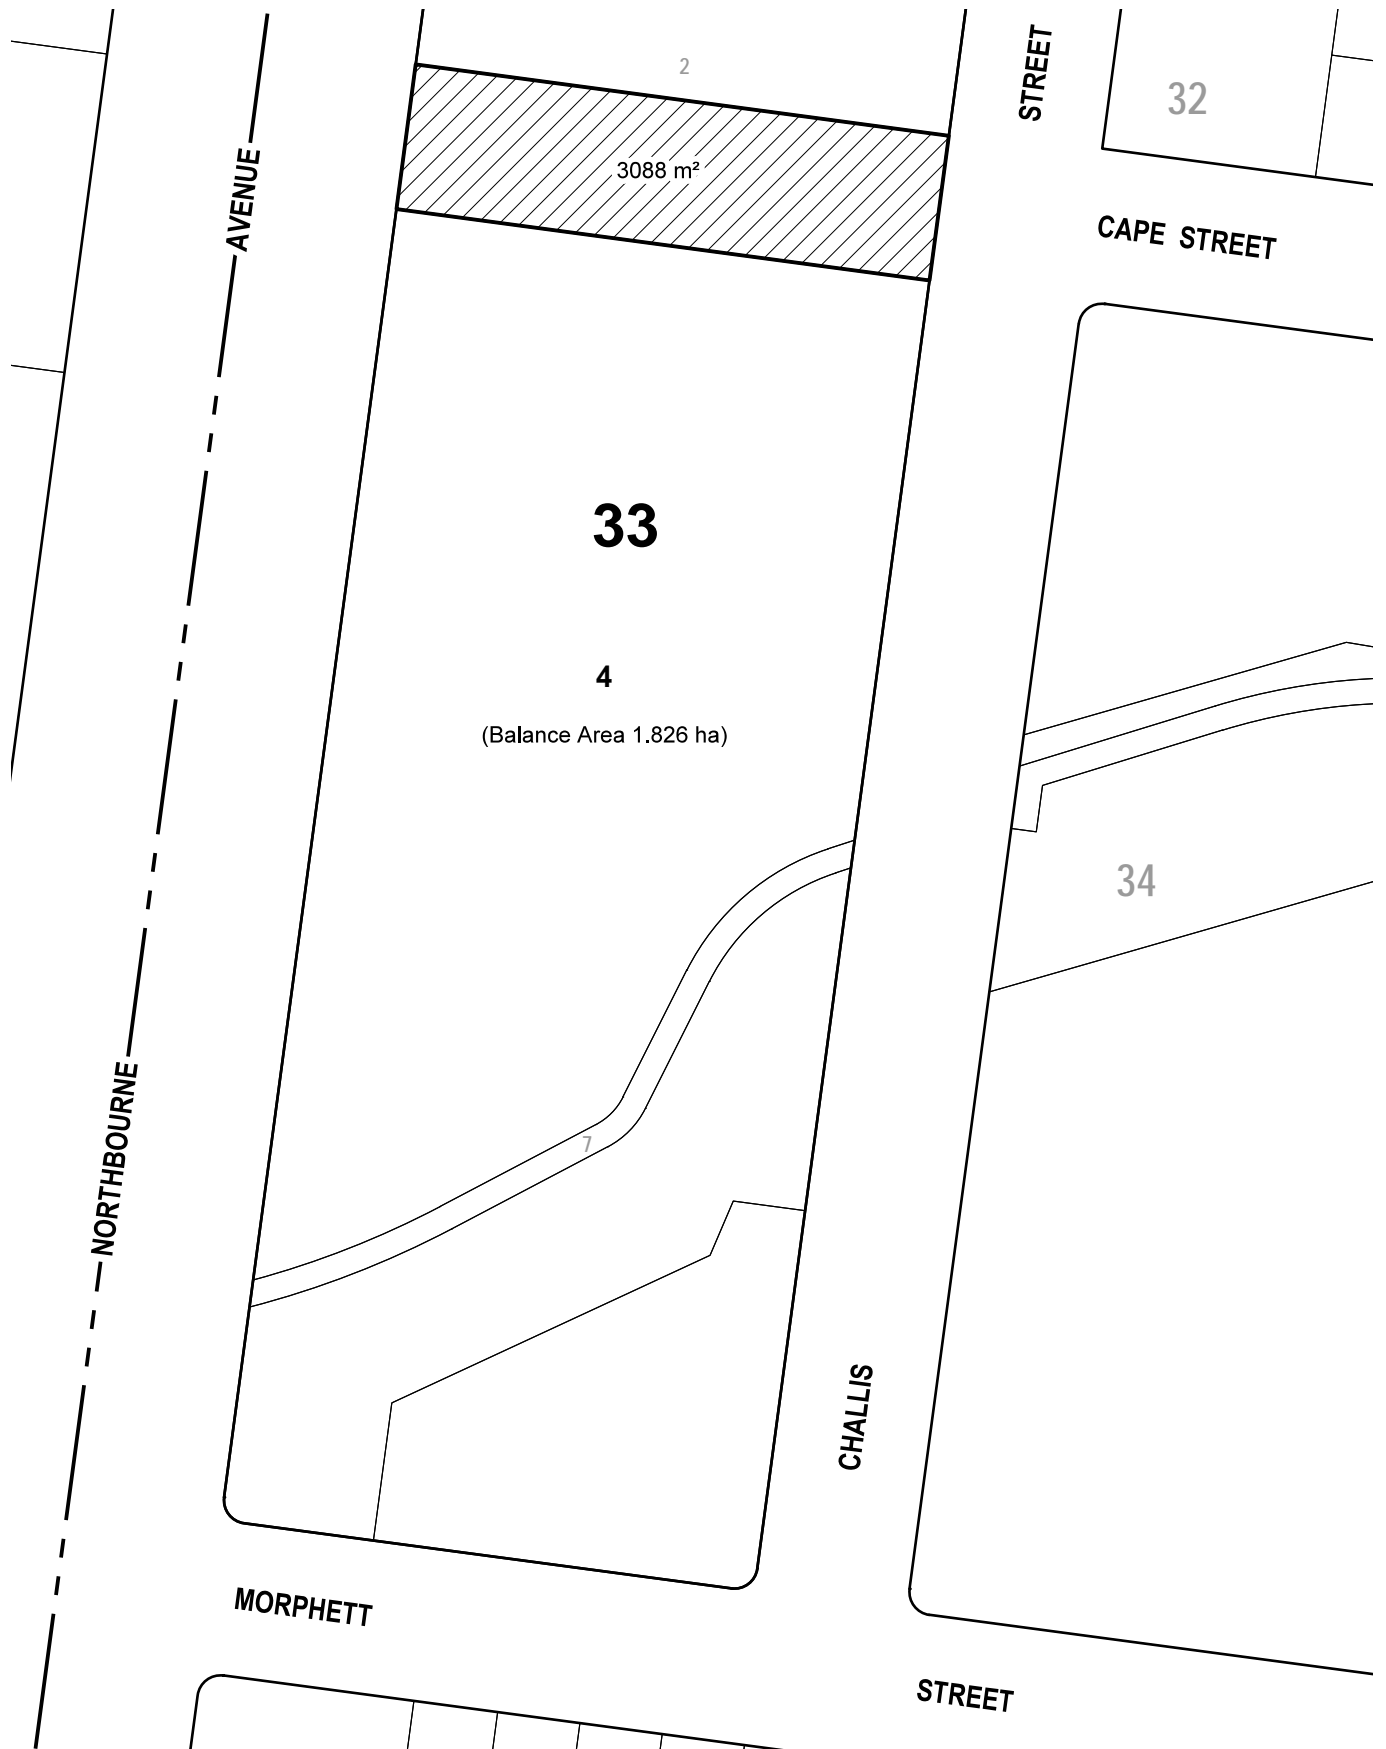 STREET
2
32
3088 m²
AVENUE
CAPE STREET
33
4
(Balance Area 1.826 ha)
34
NORTHBOURNE
7
CHALLIS
MORPHETT
STREET